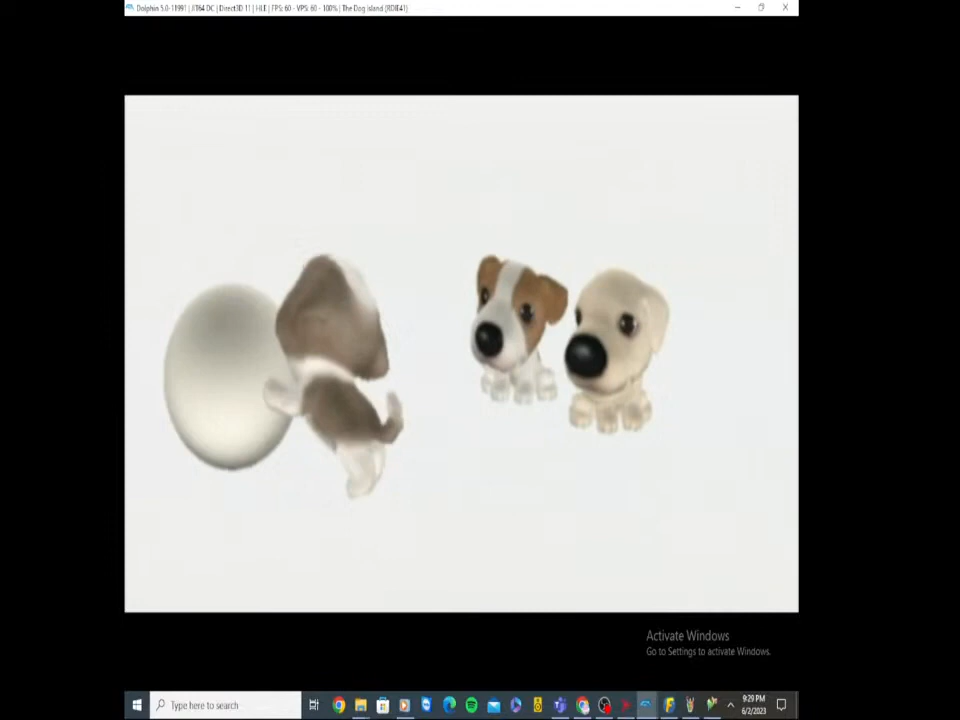 Dolphin 5.0-11991 | JIT64 DC | Direct3D 11 | HLE | FPS: 60 - VPS: 60 - 100% | The Dog Island (RDIE41)
Activate Windows
Go to Settings to activate Windows.
Type here to search
9:29 PM
6/2/2023